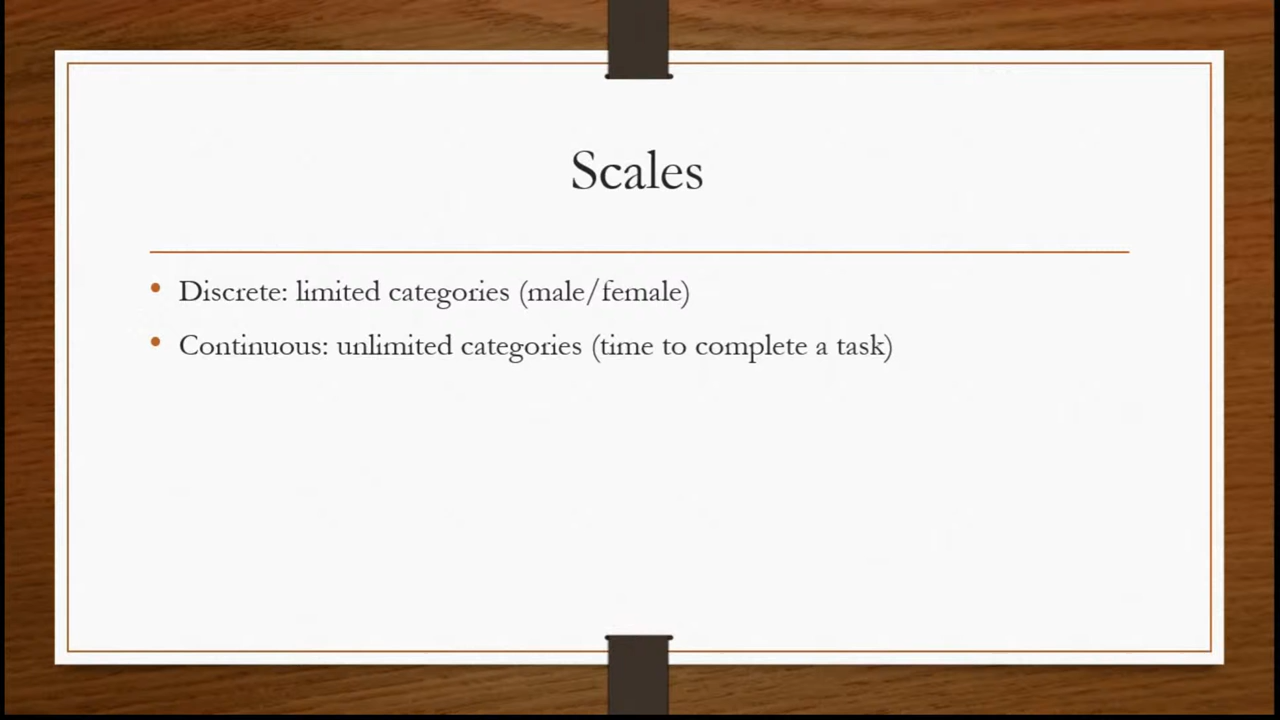 Scales
• Discrete: limited categories (male/female)
• Continuous: unlimited categories (time to complete a task)